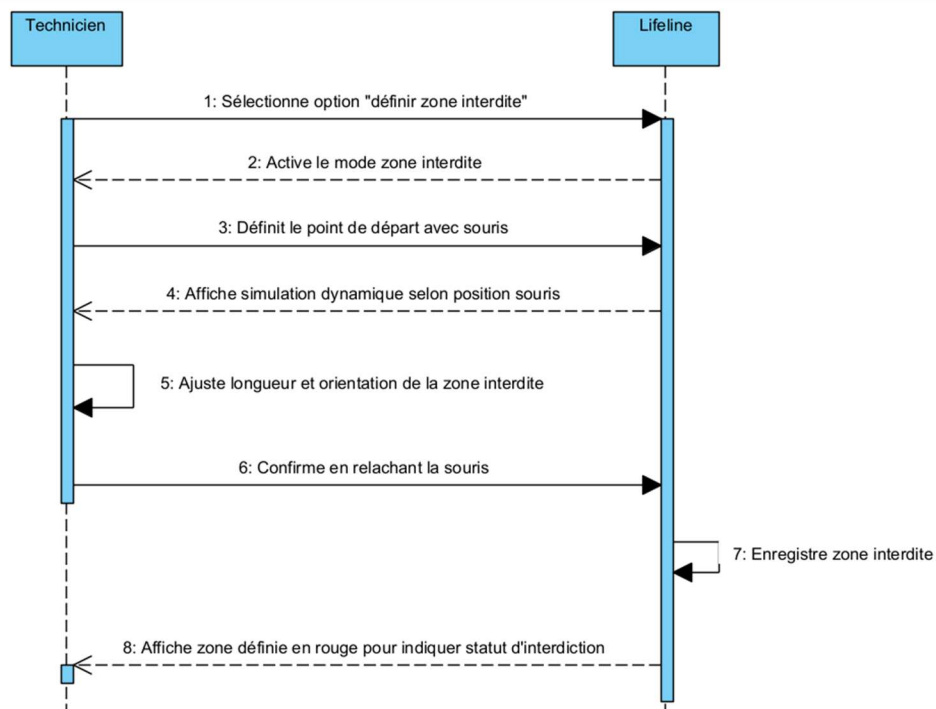 Technicien
Lifeline
1: Sélectionne option "définir zone interdite"
2: Active le mode zone interdite
3: Définit le point de départ avec souris
4: Affiche simulation dynamique selon position souris
5: Ajuste longueur et orientation de la zone interdite
6: Confirme en relachant la souris
7: Enregistre zone interdite
8: Affiche zone définie en rouge pour indiquer statut d'interdiction